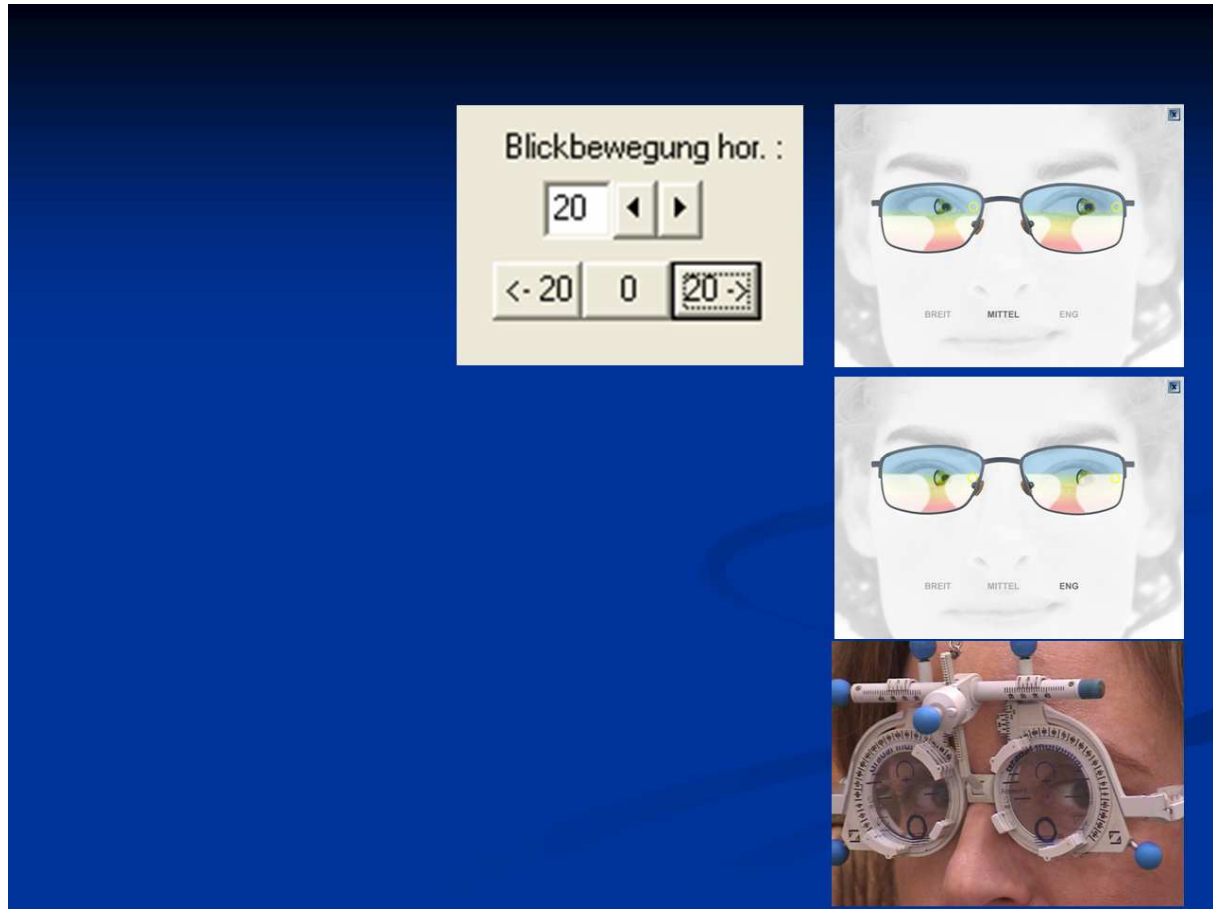 Blickbewegung hor. :
20
<- 20 0 20 ->
BREIT MITTEL ENG
BREIT MITTEL ENG